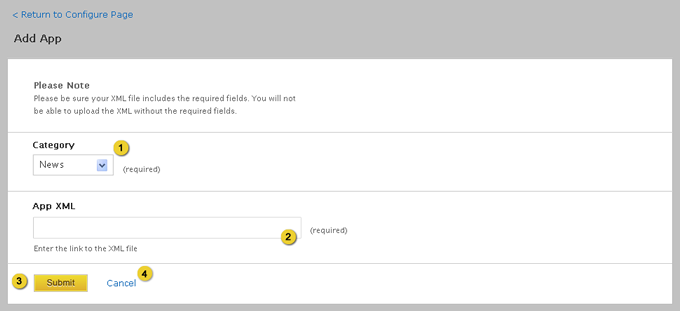 < Return to Configure Page
Add App
Please Note
Please be sure your XML file includes the required fields. You will not
be able to upload the XML without the required fields.
Category 1
News (required)
App XML
2 (required)
Enter the link to the XML file
3 Submit Cancel 4